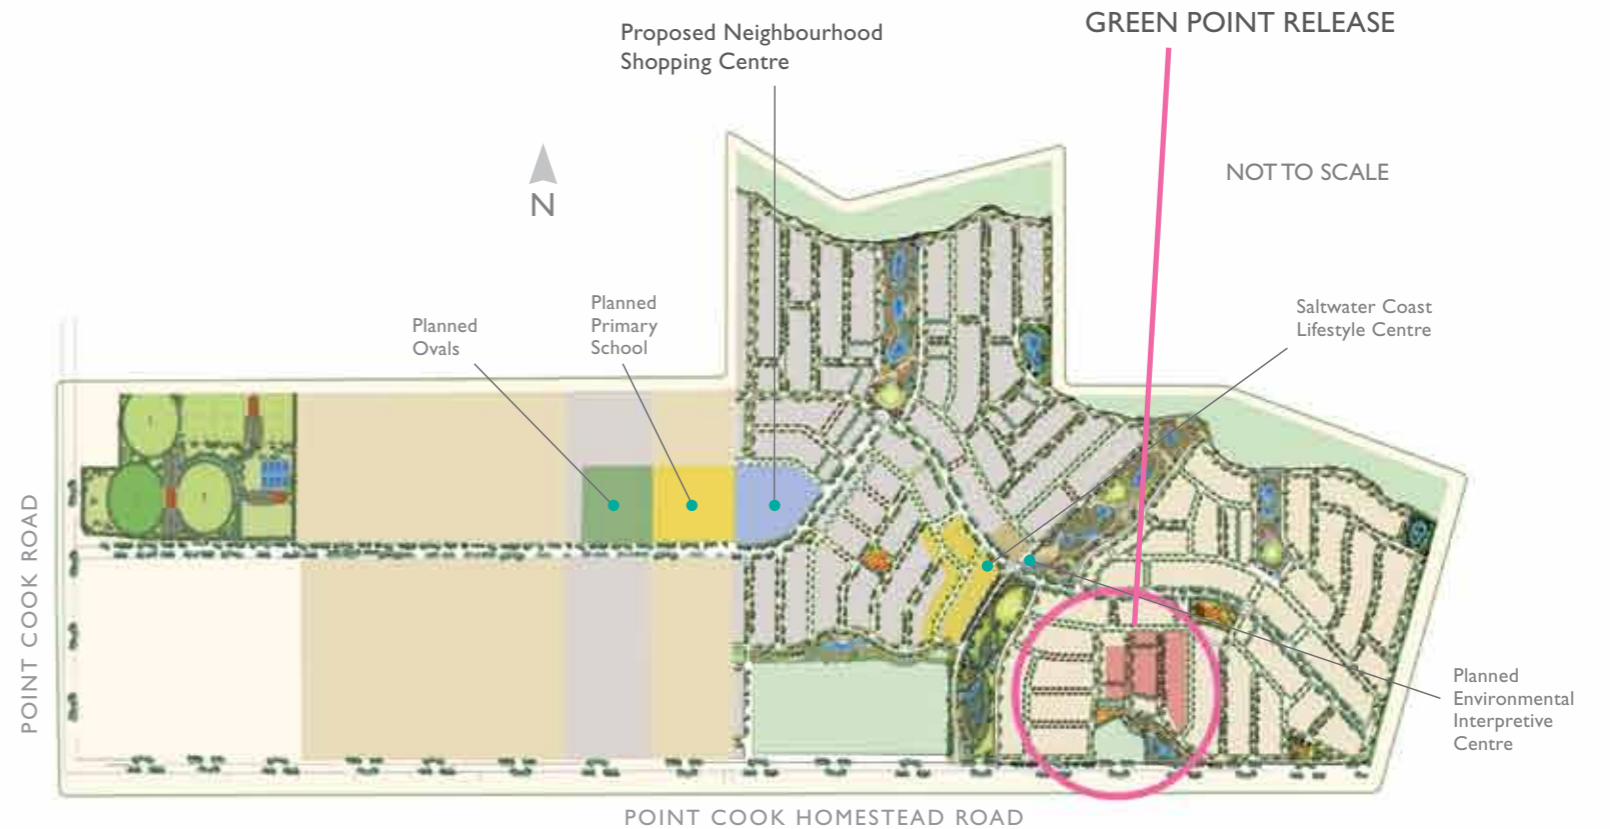 GREEN POINT RELEASE
Proposed Neighbourhood
Shopping Centre
NOT TO SCALE
N
Planned
Primary
School
Saltwater Coast
Lifestyle Centre
Planned
Ovals
POINT COOK ROAD
Planned
Environmental
Interpretive
Centre
POINT COOK HOMESTEAD ROAD